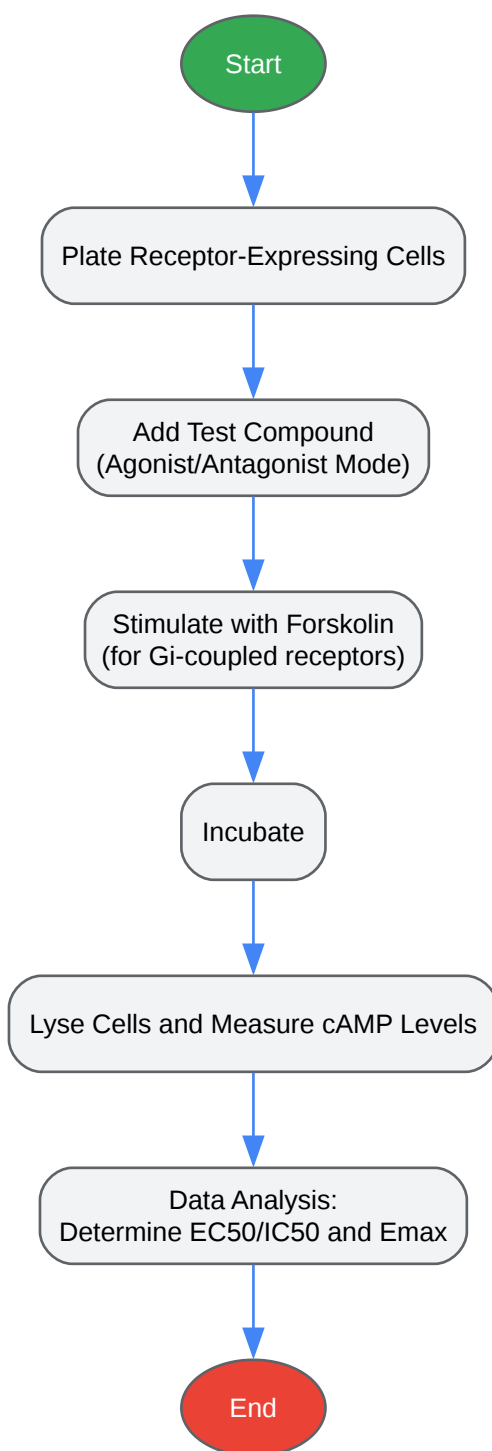 Start
Plate Receptor-Expressing Cells
Add Test Compound
(Agonist/Antagonist Mode)
Stimulate with Forskolin
(for Gi-coupled receptors)
Incubate
Lyse Cells and Measure cAMP Levels
Data Analysis:
Determine EC50/IC50 and Emax
End